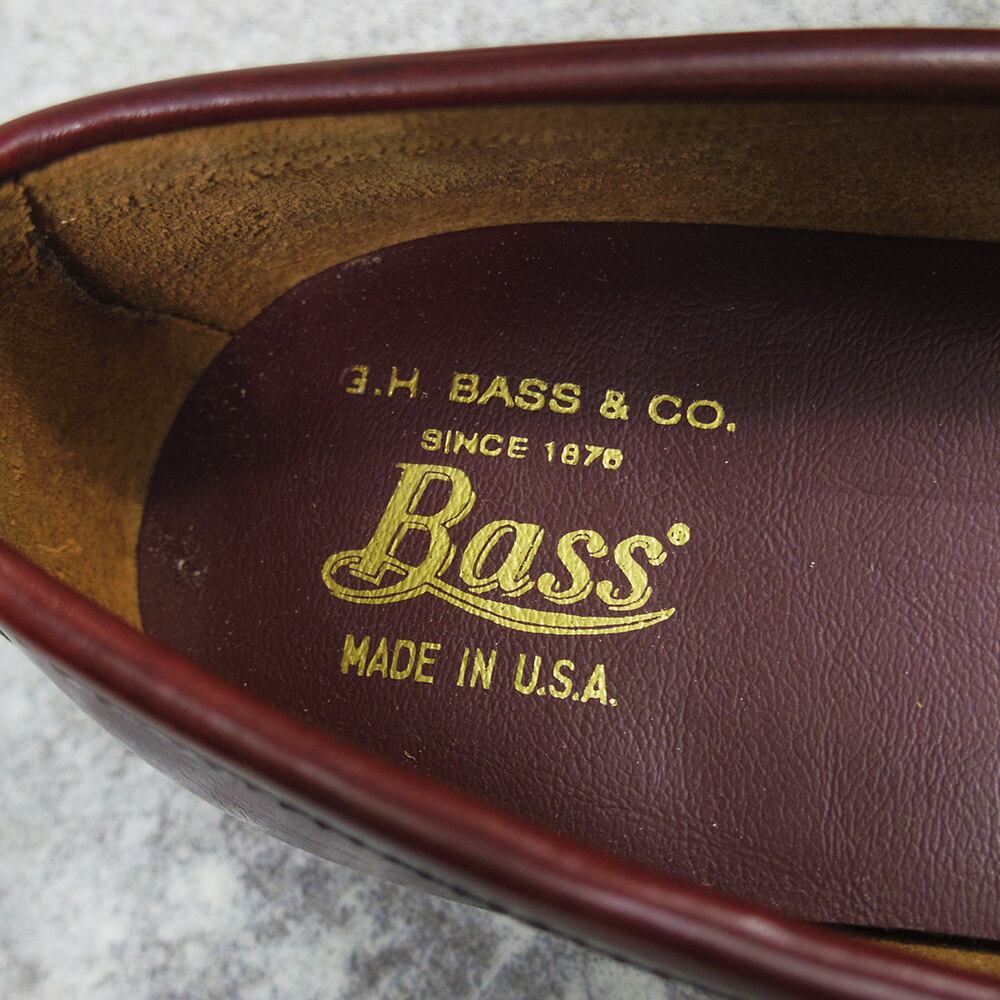 G.H. BASS & CO.
SINCE 1876
Bass®
MADE IN U.S.A.